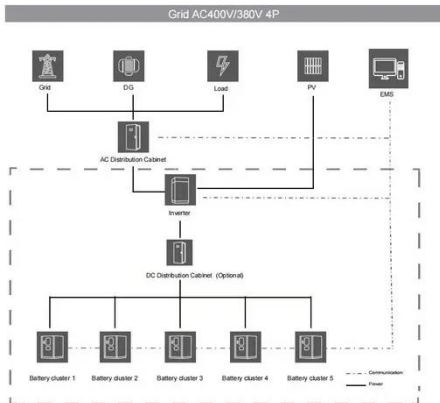 Grid AC400V/380V 4P
Grid
DG
Load
PV
EMS
AC Distribution Cabinet
Inverter
DC Distribution Cabinet (Optional)
Battery cluster 1
Battery cluster 2
Battery cluster 3
Battery cluster 4
Battery cluster 5
Communication
Power